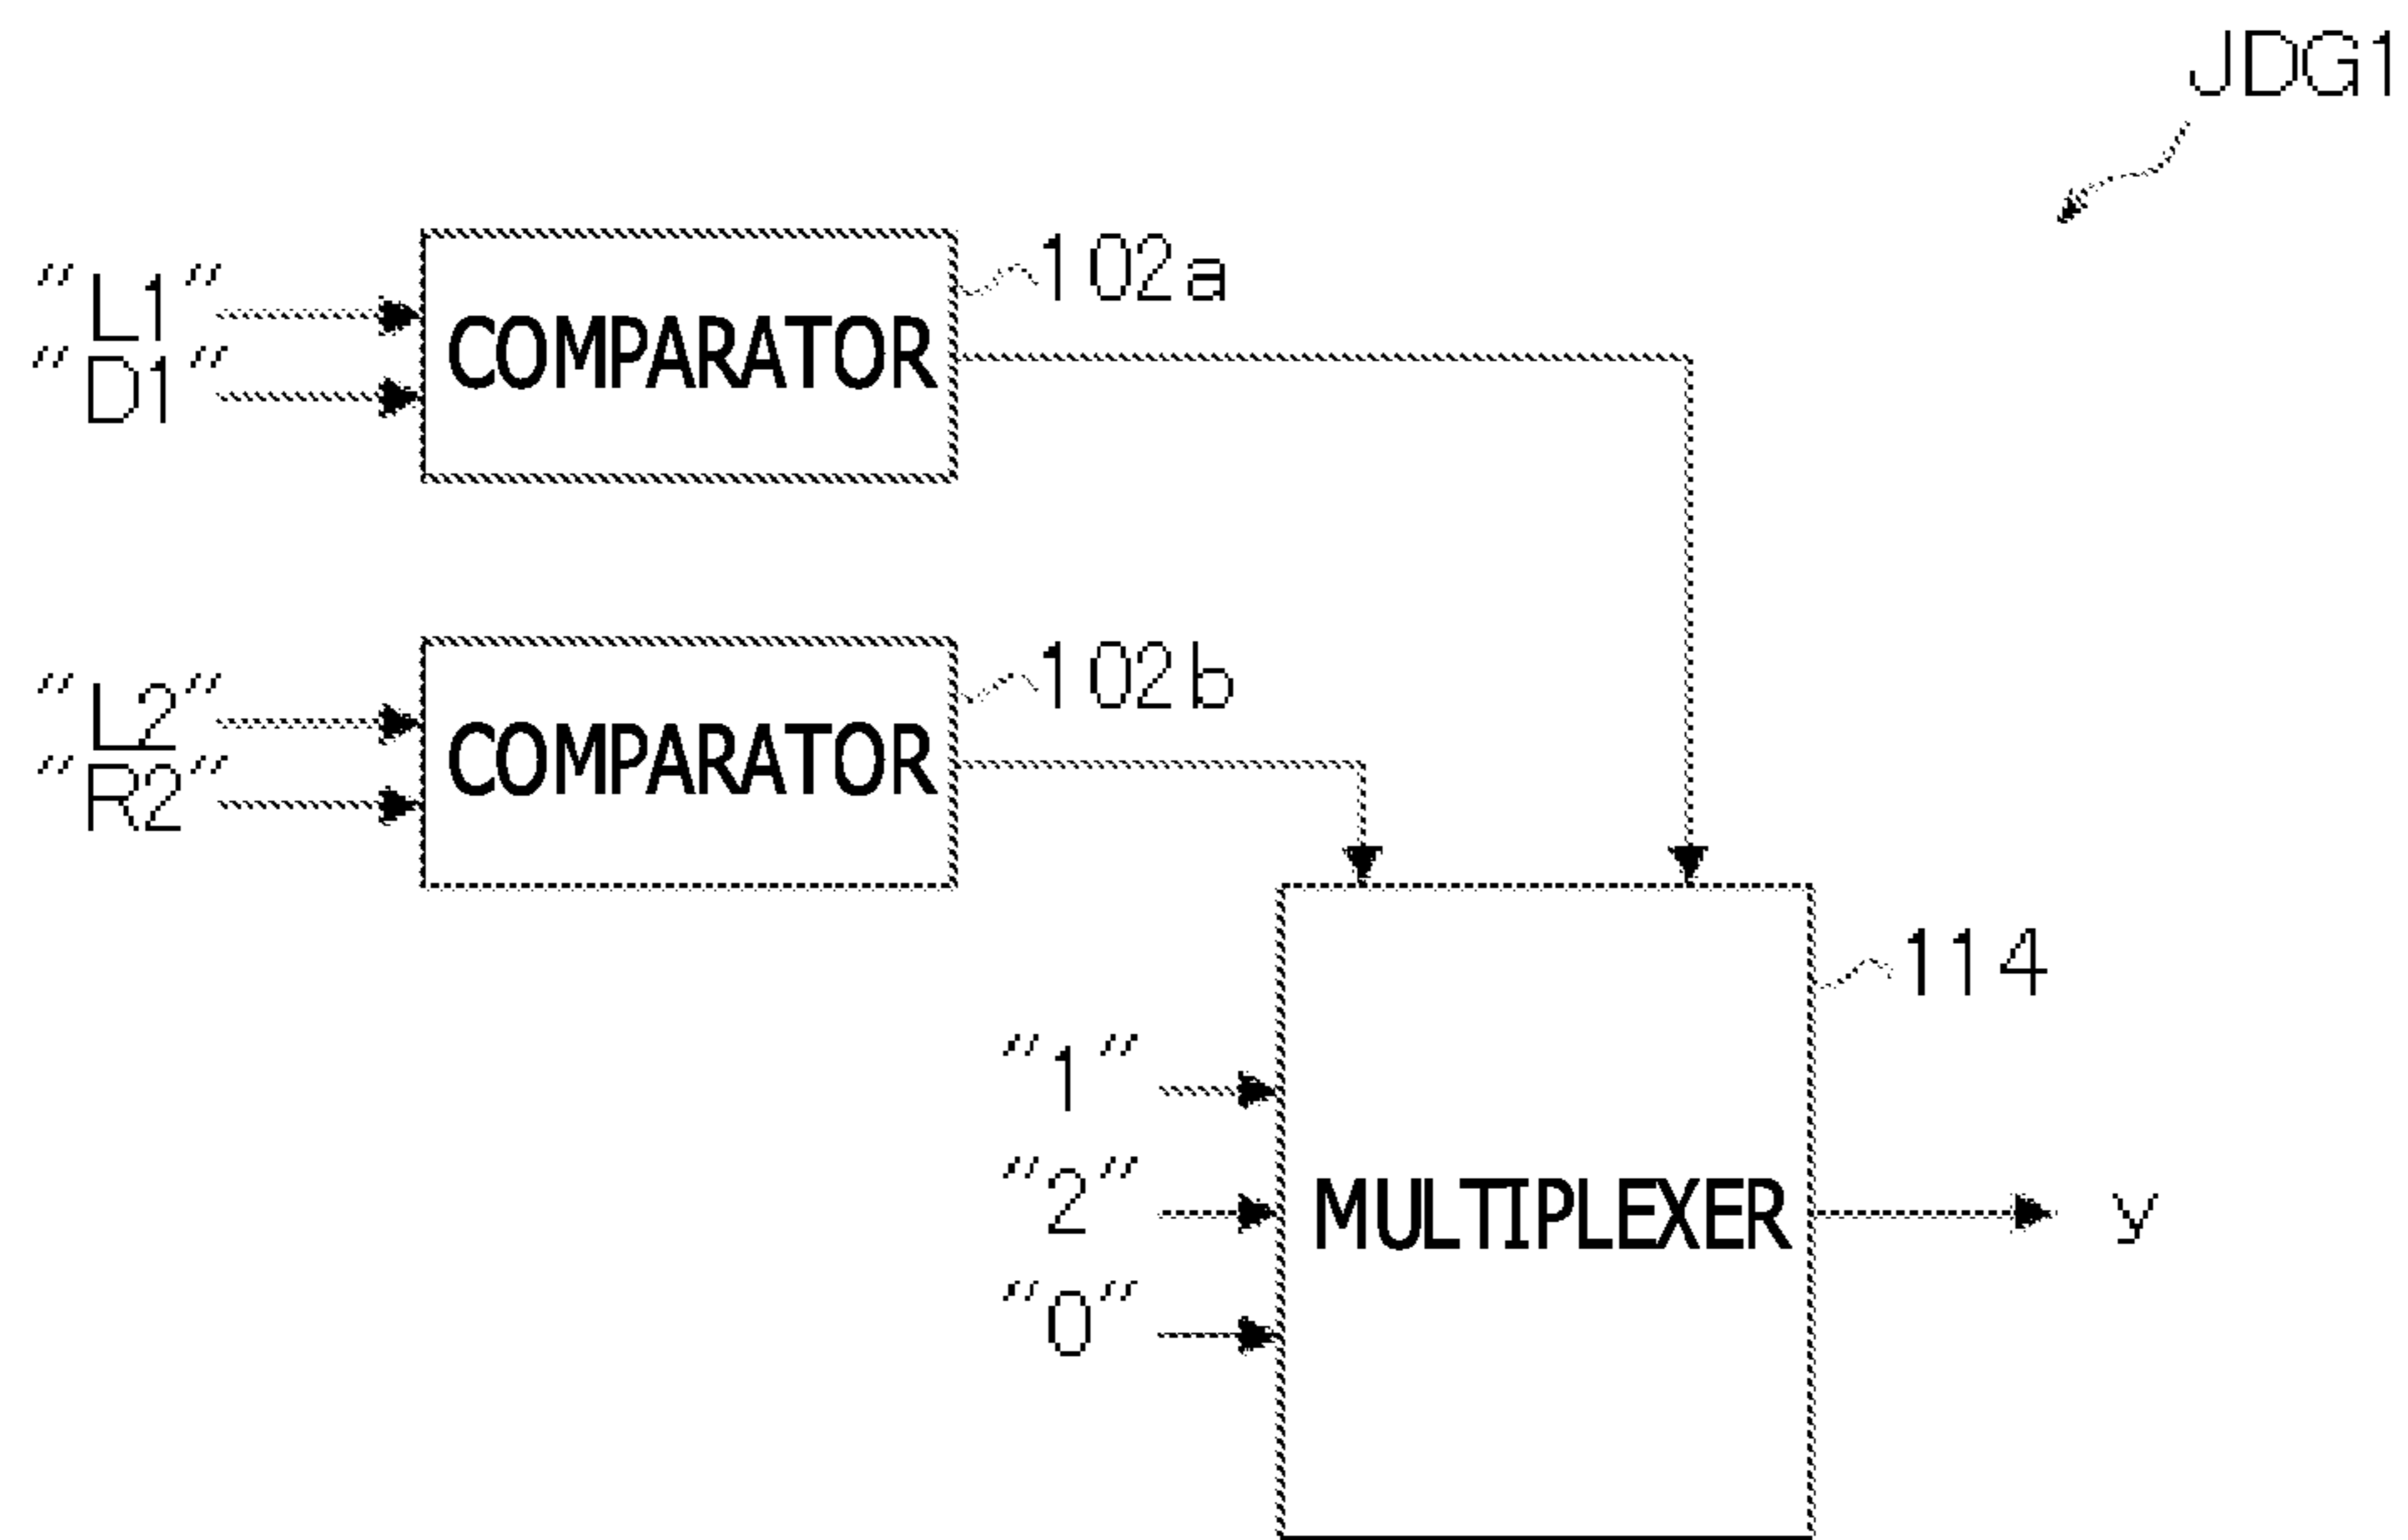 JDG1
"L1"
"D1"
COMPARATOR
102a
"L2"
"R2"
COMPARATOR
102b
114
"1"
"2"
"0"
MULTIPLEXER
y